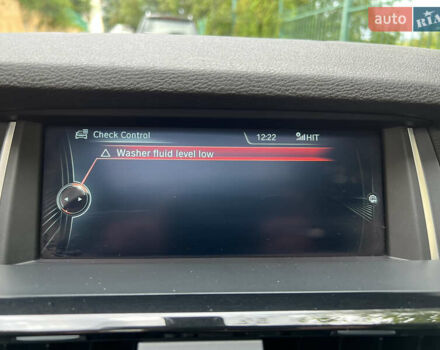 auto RIA
Check Control 12:22 HIT
Washer fluid level low